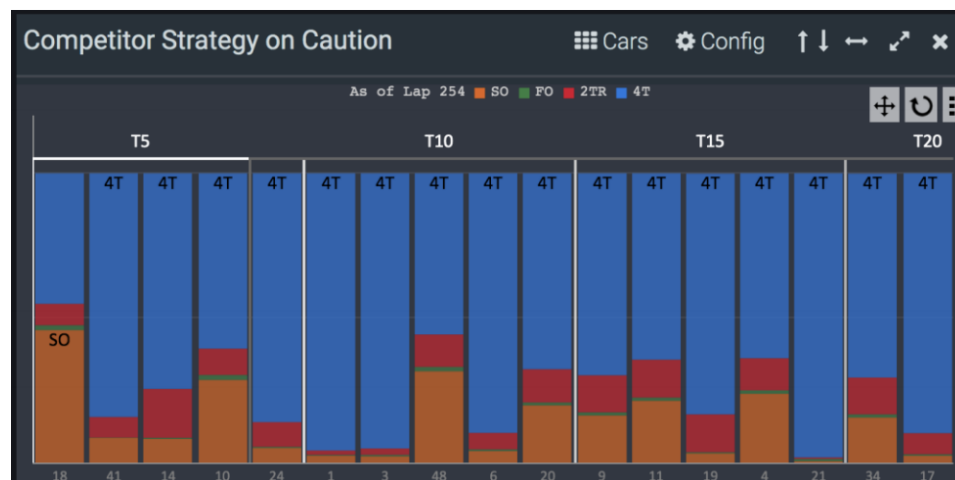 Competitor Strategy on Caution Cars Config
As of Lap 254 SO FO 2TR 4T
T5 T10 T15 T20
4T 4T 4T 4T 4T 4T 4T 4T 4T 4T 4T 4T 4T 4T 4T 4T
SO
18 41 14 10 24 1 3 48 6 20 9 11 19 4 21 34 17